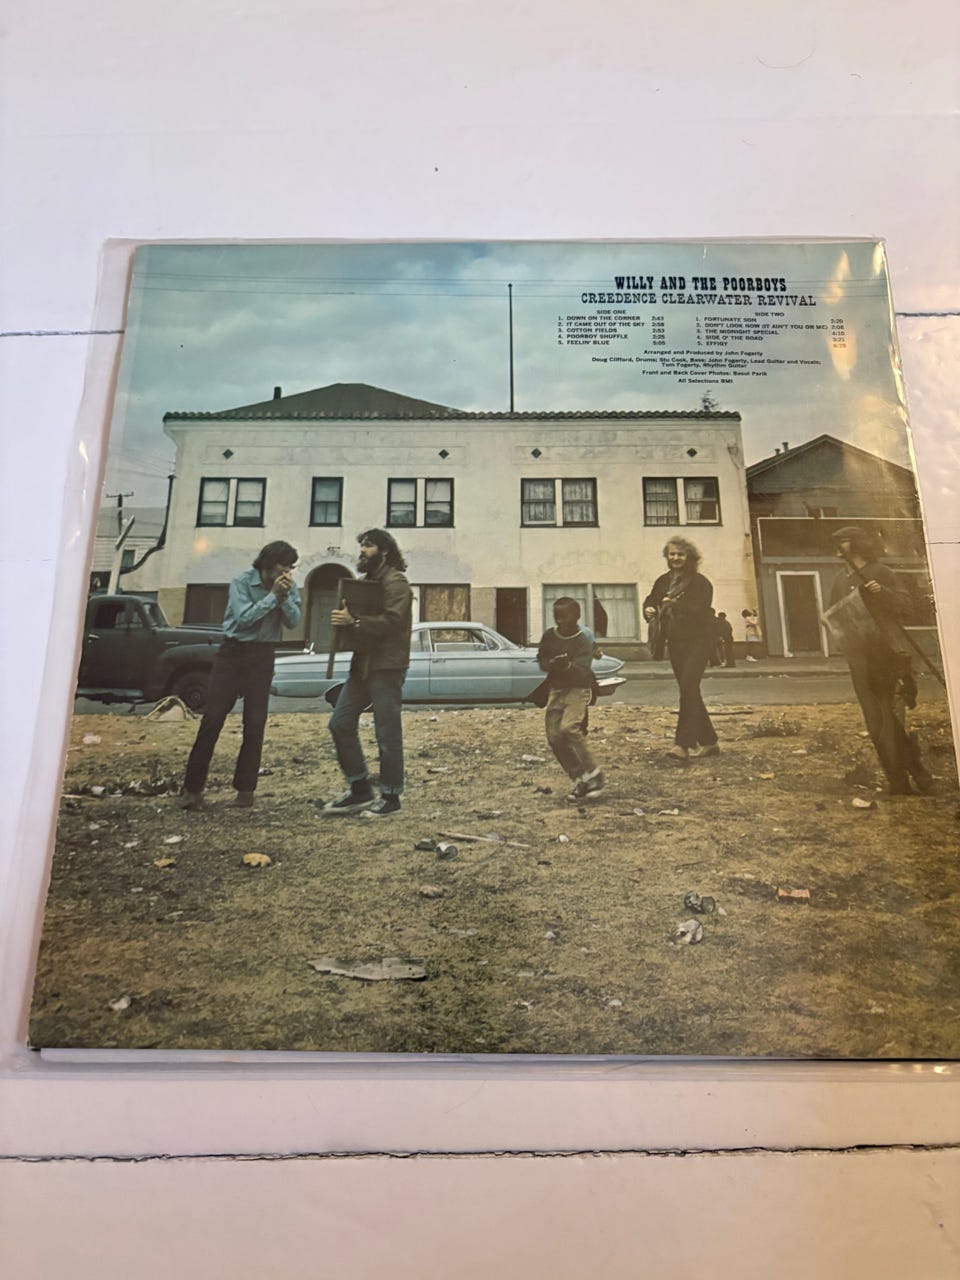 WILLY AND THE POORBOYS
CREEDENCE CLEARWATER REVIVAL
SIDE ONE
1. DOWN ON THE CORNER 2:43
2. IT CAME OUT OF THE SKY 2:58
3. COTTON FIELDS 2:53
4. POORBOY SHUFFLE 2:25
5. FEELIN' BLUE 5:05
SIDE TWO
1. FORTUNATE SON 2:20
2. DON'T LOOK NOW (IT AIN'T YOU OR ME) 2:08
3. THE MIDNIGHT SPECIAL 4:10
4. SIDE O' THE ROAD 3:21
5. EFFIGY 6:29
Arranged and Produced by John Fogerty
Doug Clifford, Drums; Stu Cook, Bass; John Fogerty, Lead Guitar and Vocals;
Tom Fogerty, Rhythm Guitar
Front and Back Cover Photos: Basul Parik
All Selections BMI